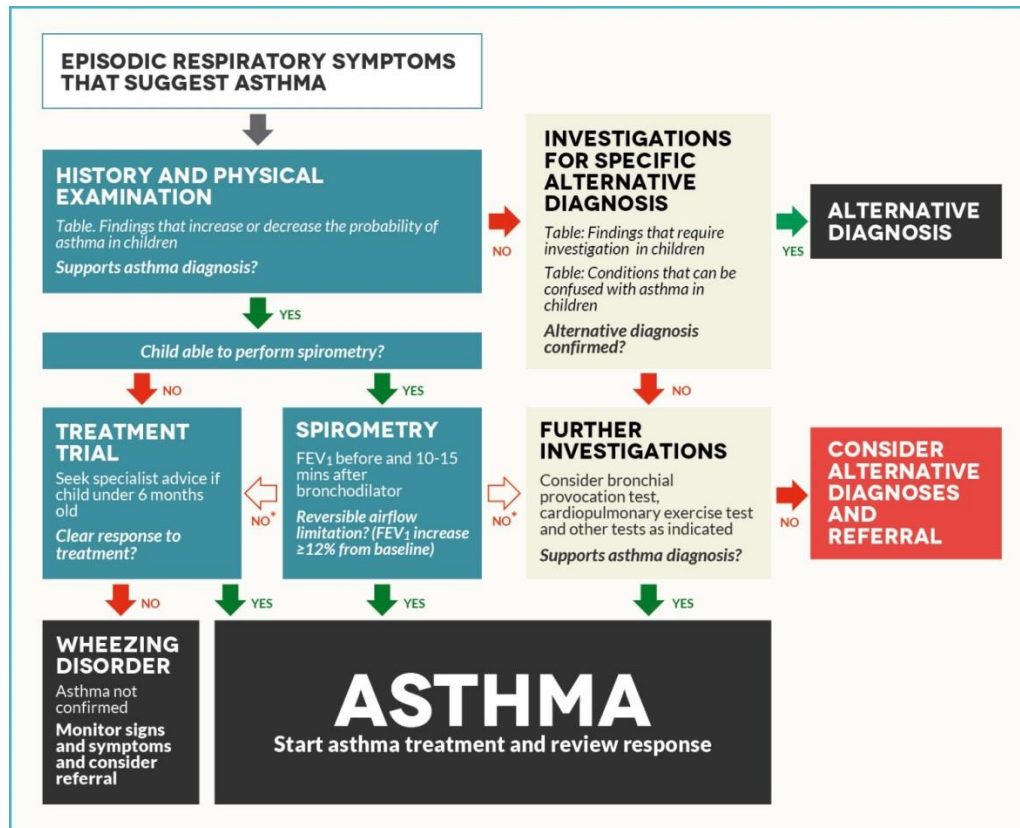 EPISODIC RESPIRATORY SYMPTOMS
THAT SUGGEST ASTHMA
HISTORY AND PHYSICAL
EXAMINATION
Table. Findings that increase or decrease the probability of
asthma in children
Supports asthma diagnosis?
NO
INVESTIGATIONS
FOR SPECIFIC
ALTERNATIVE
DIAGNOSIS
Table: Findings that require
investigation in children
Table: Conditions that can be
confused with asthma in
children
Alternative diagnosis
confirmed?
YES
ALTERNATIVE
DIAGNOSIS
YES
Child able to perform spirometry?
NO
YES
NO
TREATMENT
TRIAL
Seek specialist advice if
child under 6 months
old
Clear response to
treatment?
NO*
SPIROMETRY
FEV₁ before and 10-15
mins after
bronchodilator
Reversible airflow
limitation? (FEV₁ increase
≥12% from baseline)
NO*
FURTHER
INVESTIGATIONS
Consider bronchial
provocation test,
cardiopulmonary exercise test
and other tests as indicated
Supports asthma diagnosis?
NO
CONSIDER
ALTERNATIVE
DIAGNOSES
AND
REFERRAL
NO
YES
YES
YES
WHEEZING
DISORDER
Asthma not
confirmed
Monitor signs
and symptoms
and consider
referral
ASTHMA
Start asthma treatment and review response